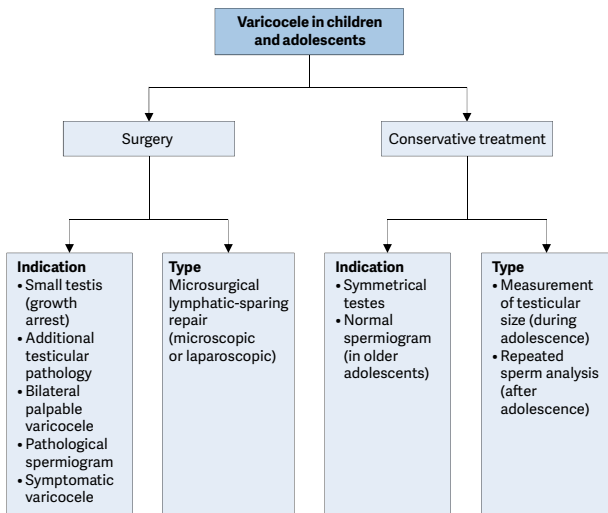 Varicocele in children
and adolescents
Surgery
Conservative treatment
Indication
• Small testis
(growth
arrest)
• Additional
testicular
pathology
• Bilateral
palpable
varicocele
• Pathological
spermiogram
• Symptomatic
varicocele
Type
Microsurgical
lymphatic-sparing
repair
(microscopic
or laparoscopic)
Indication
• Symmetrical
testes
• Normal
spermiogram
(in older
adolescents)
Type
• Measurement
of testicular
size (during
adolescence)
• Repeated
sperm analysis
(after
adolescence)